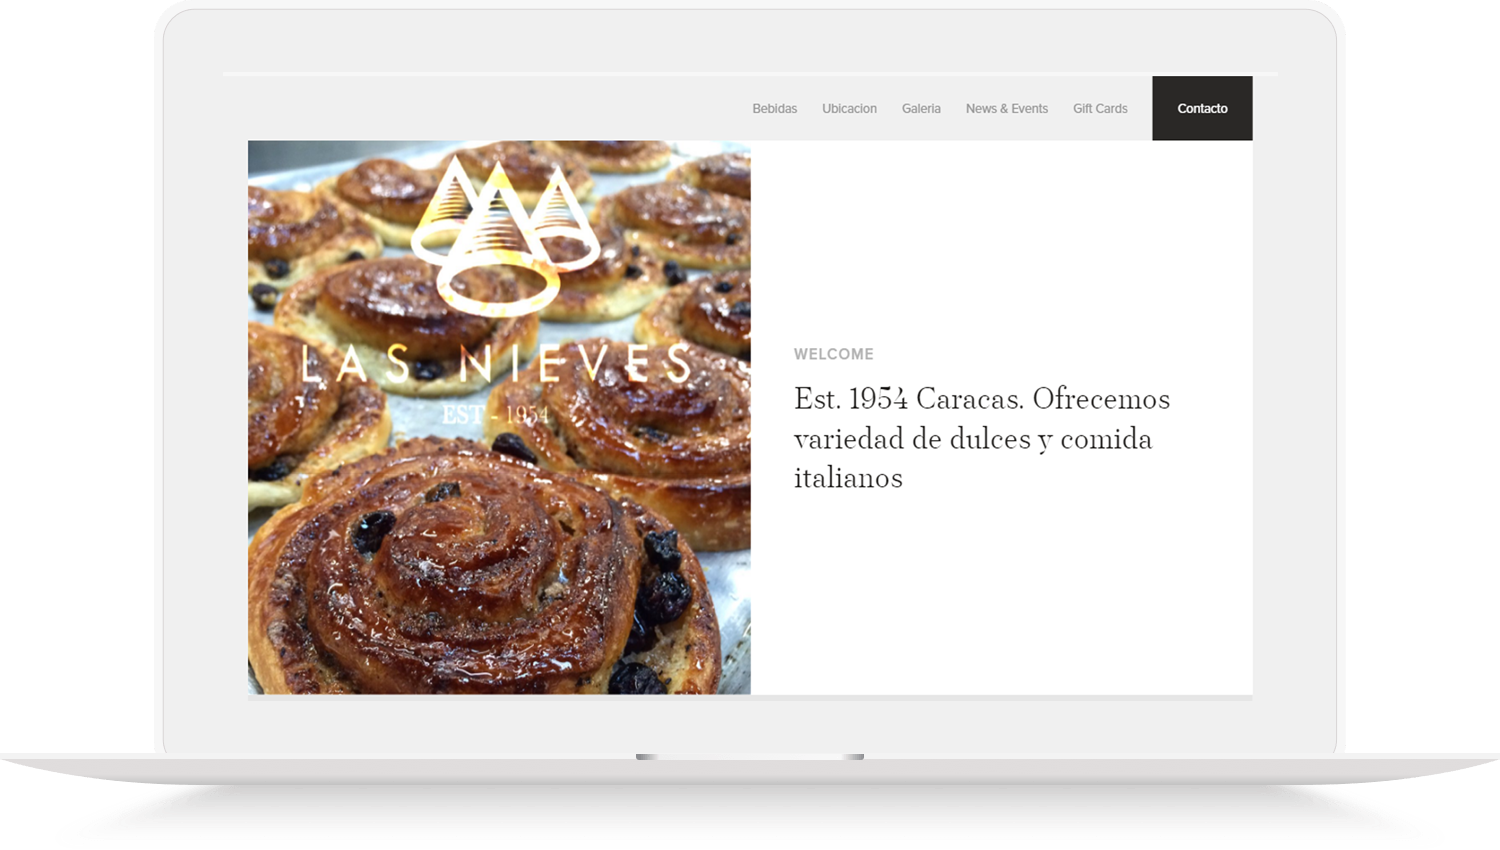 Bebidas Ubicacion Galeria News & Events Gift Cards Contacto
LAS NIEVES
EST - 1954
WELCOME
Est. 1954 Caracas. Ofrecemos
variedad de dulces y comida
italianos